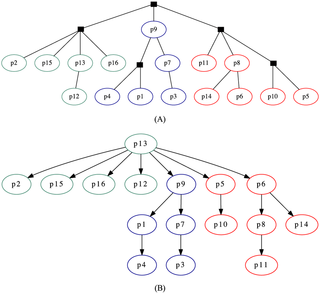 p9
p2 p15 p13 p16 p11 p8
p7
p12 p4 p1 p3 p14 p6 p10 p5
(A)
p13
p2 p15 p16 p12 p9 p5 p6
p1 p7 p10 p8 p14
p4 p3 p11
(B)